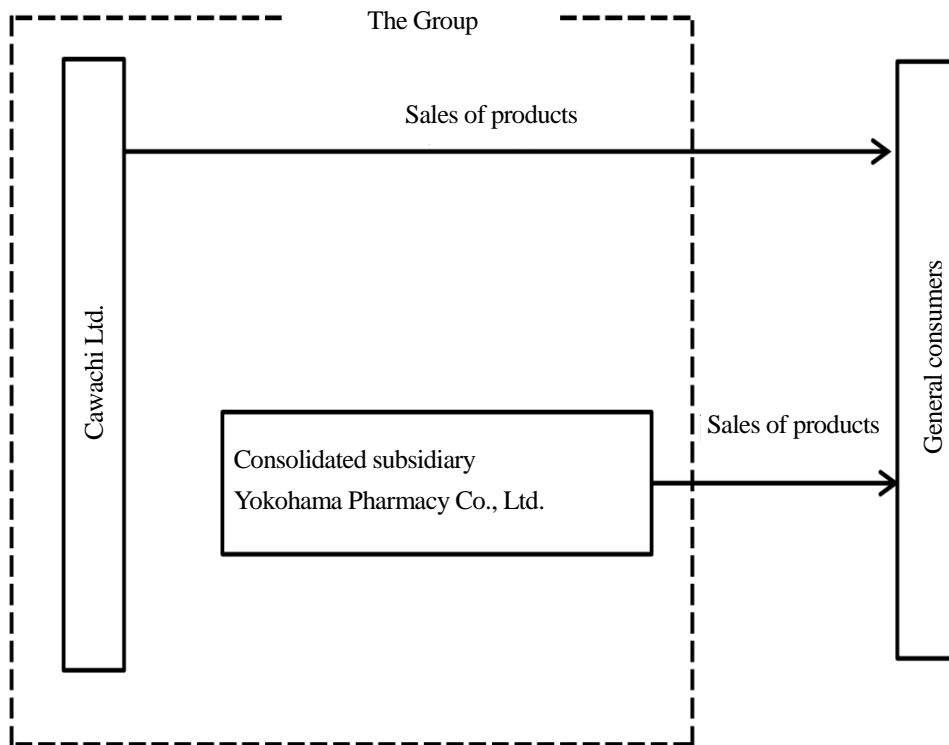 The Group
Sales of products
Cawachi Ltd.
General consumers
Sales of products
Consolidated subsidiary
Yokohama Pharmacy Co., Ltd.